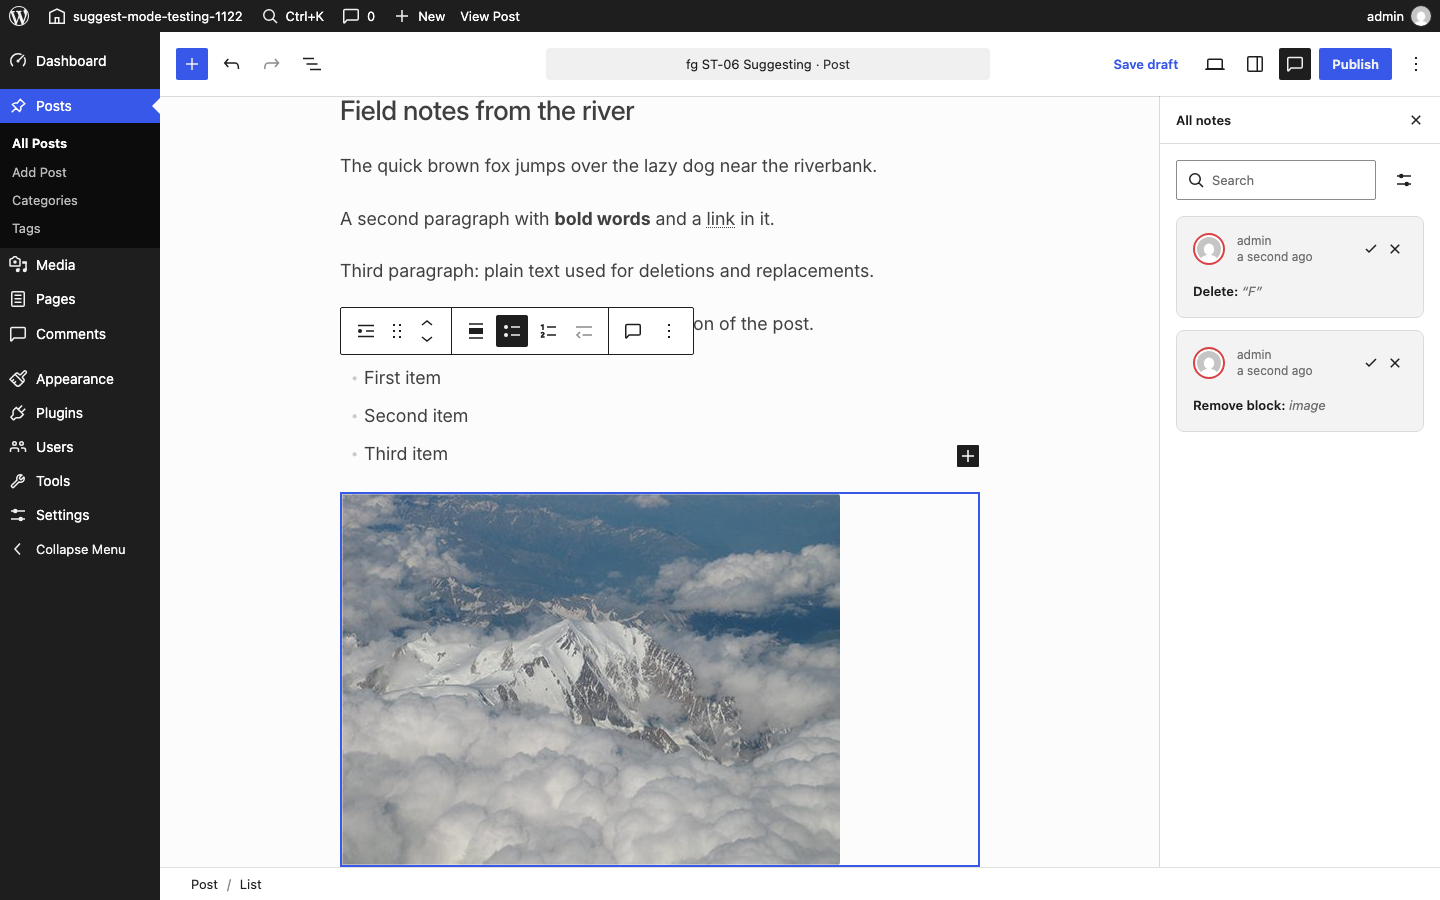 suggest-mode-testing-1122 Ctrl+K 0 New View Post admin
Dashboard
Posts
All Posts
Add Post
Categories
Tags
Media
Pages
Comments
Appearance
Plugins
Users
Tools
Settings
Collapse Menu
fg ST-06 Suggesting · Post
Save draft
Publish
Field notes from the river
The quick brown fox jumps over the lazy dog near the riverbank.
A second paragraph with bold words and a link in it.
Third paragraph: plain text used for deletions and replacements.
on of the post.
First item
Second item
Third item
All notes
Search
admin
a second ago
Delete: “F”
admin
a second ago
Remove block: image
Post / List